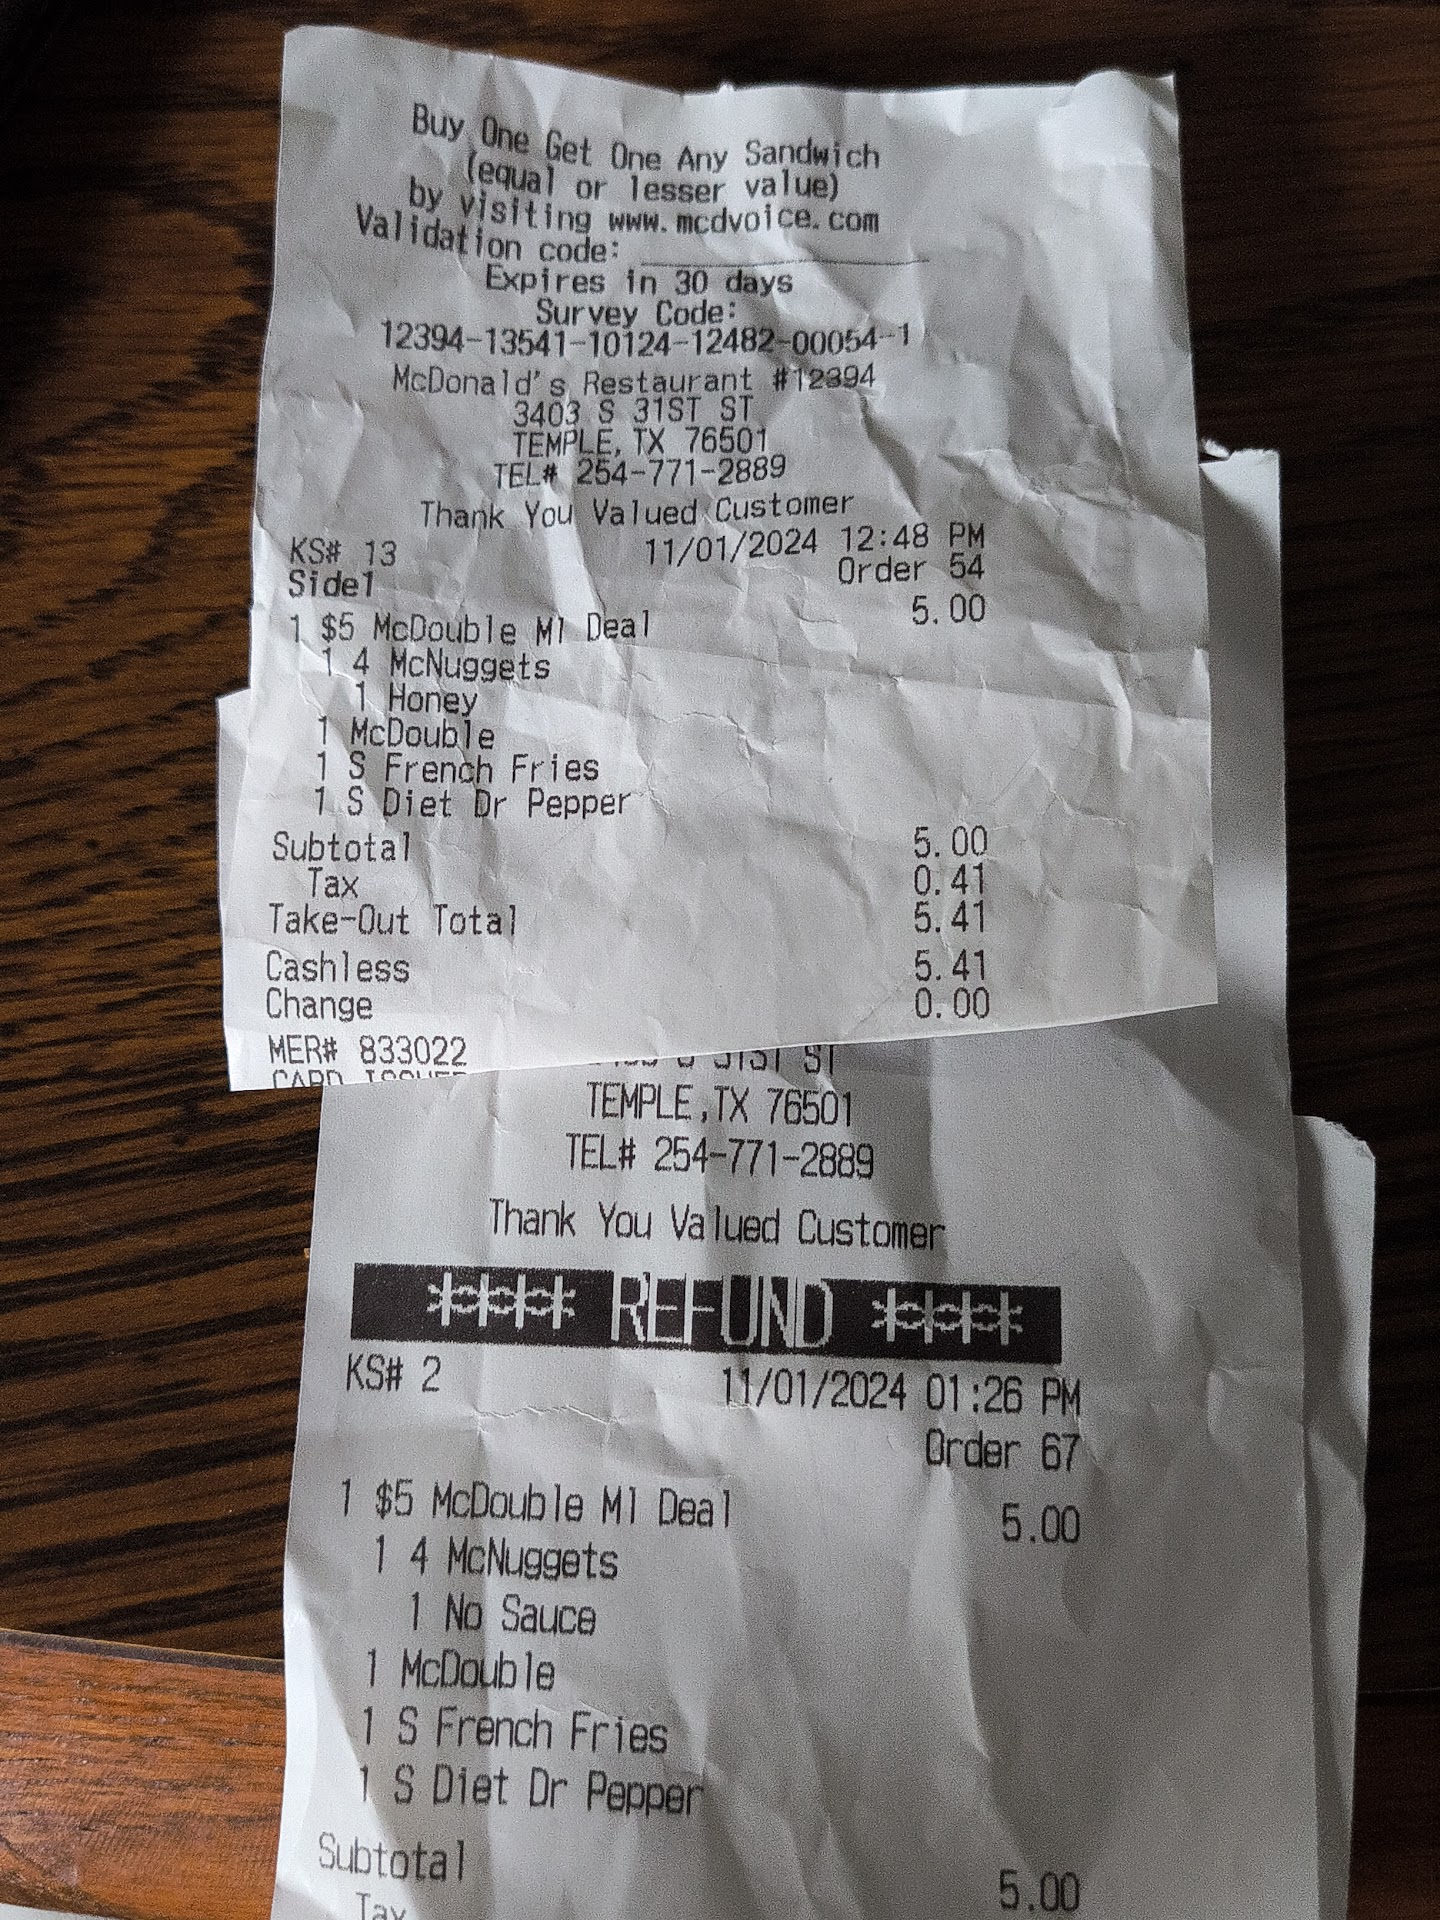 Buy One Get One Any Sandwich
(equal or lesser value)
by visiting www.mcdvoice.com
Validation code:
Expires in 30 days
Survey Code:
12394-13541-10124-12482-00054-1
McDonald's Restaurant #12394
3403 S 31ST ST
TEMPLE, TX 76501
TEL# 254-771-2889
Thank You Valued Customer
KS# 13 11/01/2024 12:48 PM
Side1 Order 54
1 $5 McDouble Ml Deal 5.00
1 4 McNuggets
1 Honey
1 McDouble
1 S French Fries
1 S Diet Dr Pepper
Subtotal 5.00
Tax 0.41
Take-Out Total 5.41
Cashless 5.41
Change 0.00
MER# 833022
31ST ST
TEMPLE,TX 76501
TEL# 254-771-2889
Thank You Valued Customer
**** REFUND ****
KS# 2 11/01/2024 01:26 PM
Order 67
1 $5 McDouble Ml Deal 5.00
1 4 McNuggets
1 No Sauce
1 McDouble
1 S French Fries
1 S Diet Dr Pepper
Subtotal 5.00
Tax